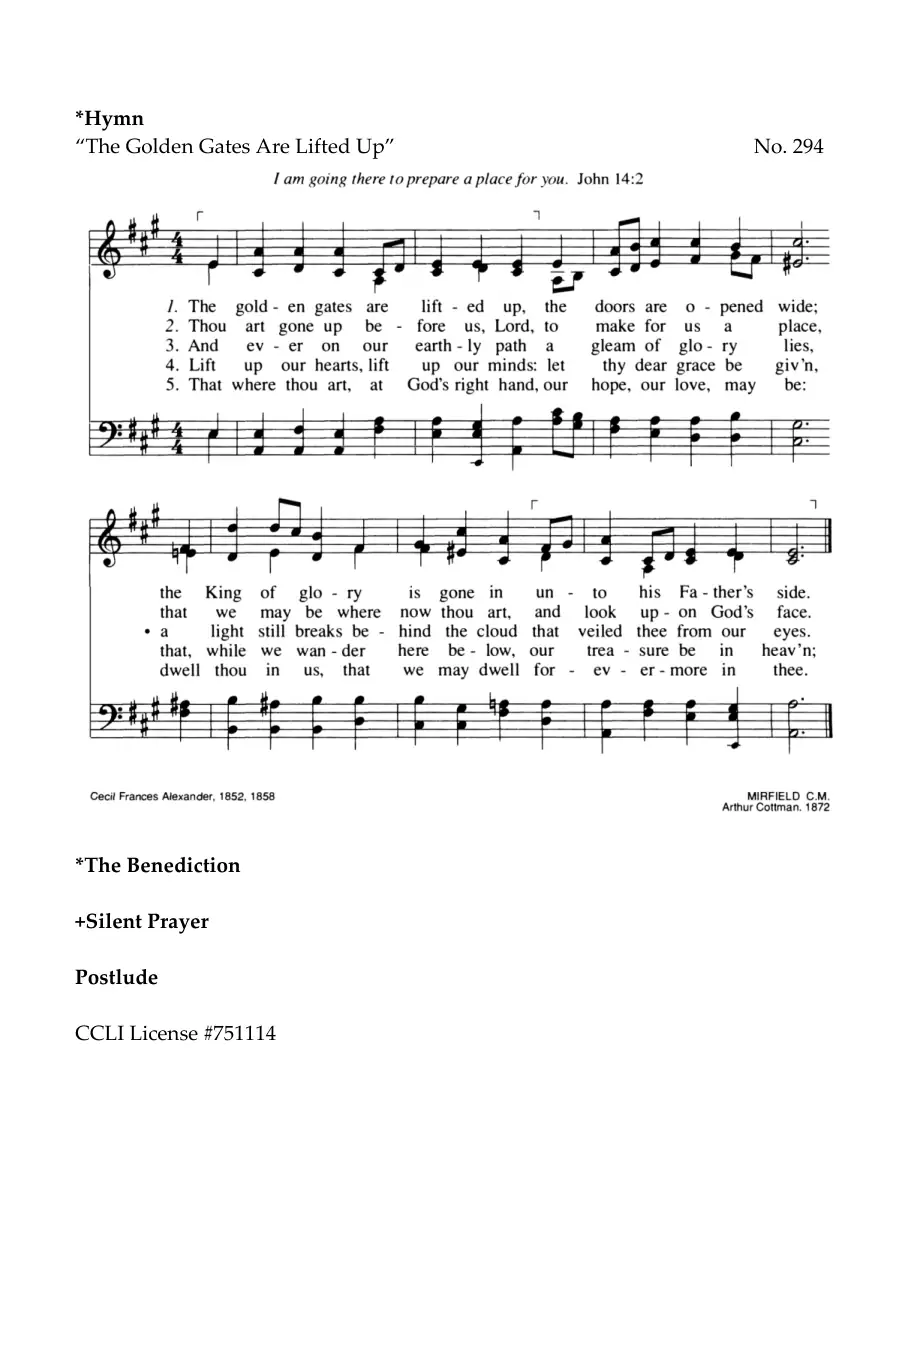 *Hymn
“The Golden Gates Are Lifted Up” No. 294
I am going there to prepare a place for you. John 14:2
1. The gold - en gates are lift - ed up, the doors are o - pened wide;
2. Thou art gone up be - fore us, Lord, to make for us a place,
3. And ev - er on our earth - ly path a gleam of glo - ry lies,
4. Lift up our hearts, lift up our minds: let thy dear grace be giv'n,
5. That where thou art, at God's right hand, our hope, our love, may be:
the King of glo - ry is gone in un - to his Fa - ther's side.
that we may be where now thou art, and look up - on God's face.
• a light still breaks be - hind the cloud that veiled thee from our eyes.
that, while we wan - der here be - low, our trea - sure be in heav'n;
dwell thou in us, that we may dwell for - ev - er - more in thee.
Cecil Frances Alexander, 1852, 1858 MIRFIELD C.M.
Arthur Cottman, 1872
*The Benediction
+Silent Prayer
Postlude
CCLI License #751114